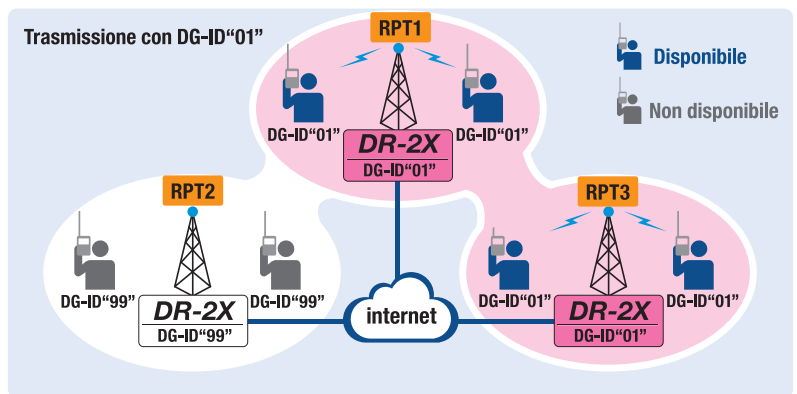 Trasmissione con DG-ID“01”
RPT1
Disponibile
Non disponibile
DG-ID“01”
DG-ID“01”
DR-2X
DG-ID“01”
RPT2
RPT3
DG-ID“99”
DG-ID“99”
DG-ID“01”
DG-ID“01”
DR-2X
DG-ID“99”
internet
DR-2X
DG-ID“01”